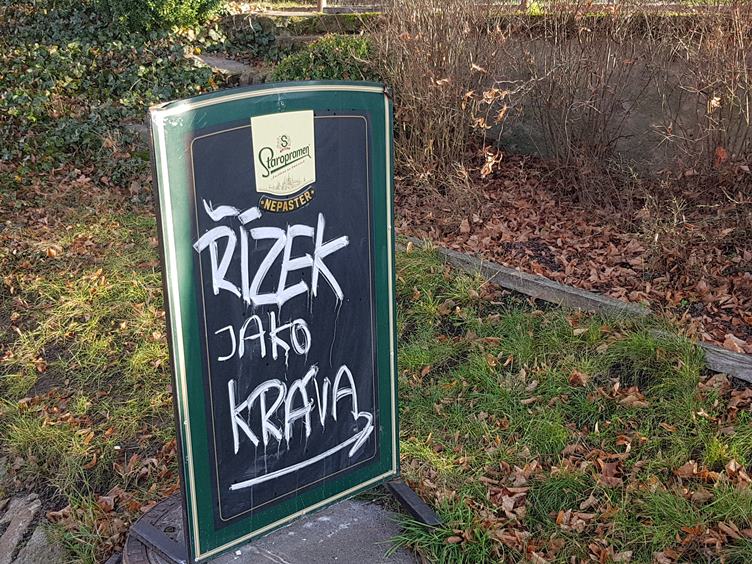 Staropramen
NEPASTER
ŘÍZEK
JAKO
KRÁVA